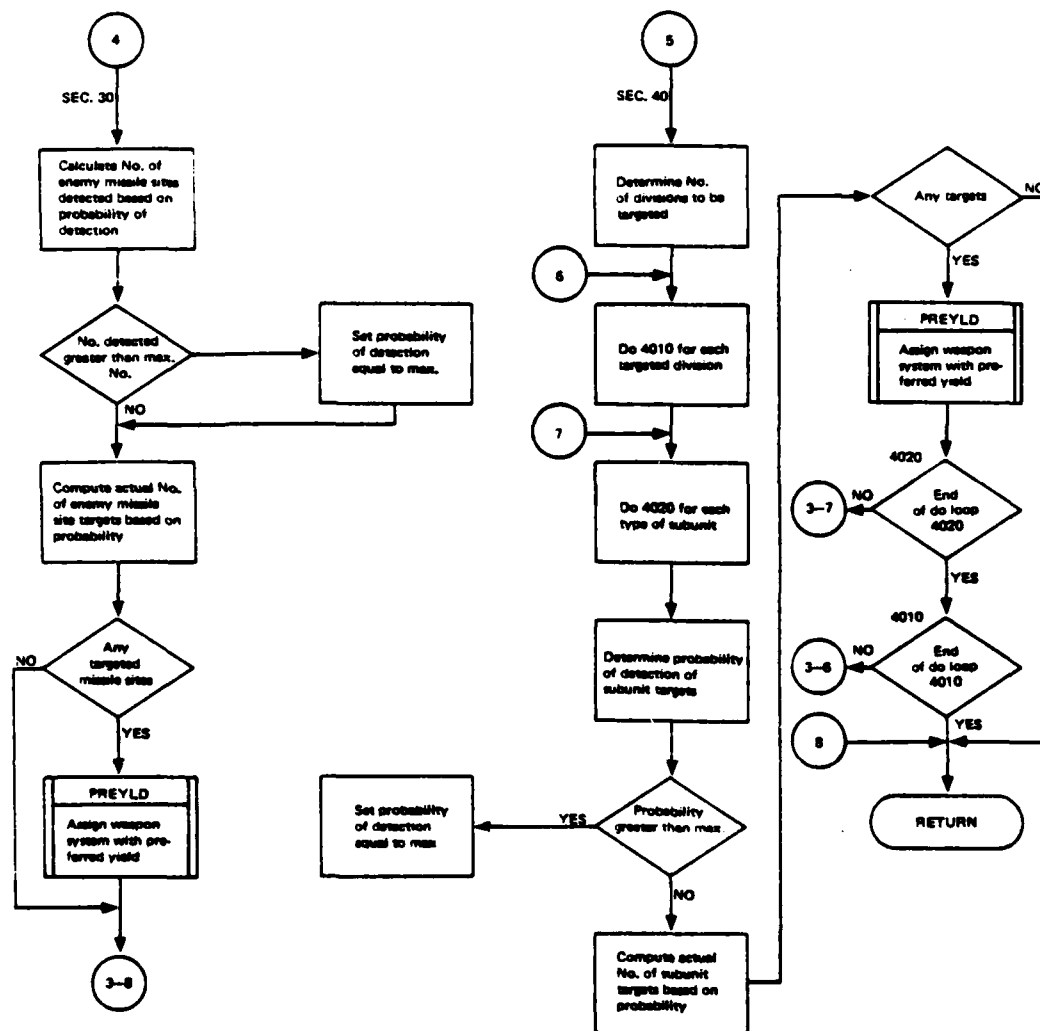 4
SEC. 30
Calculate No. of
enemy missile sites
detected based on
probability of
detection
No. detected
greater than max.
No.
Set probability
of detection
equal to max.
NO
Compute actual No.
of enemy missile
site targets based on
probability
Any
targeted
missile sites
NO
YES
PREYLD
Assign weapon
system with pre-
ferred yield
3—8
5
SEC. 40
Determine No.
of divisions to be
targeted
6
Do 4010 for each
targeted division
7
Do 4020 for each
type of subunit
Determine probability
of detection of
subunit targets
Probability
greater than max.
YES
Set probability
of detection
equal to max
NO
Compute actual
No. of subunit
targets based on
probability
Any targets
NO
YES
PREYLD
Assign weapon
system with pre-
ferred yield
4020
End
of do loop
4020
NO
3—7
YES
4010
End
of do loop
4010
NO
3—6
YES
8
RETURN